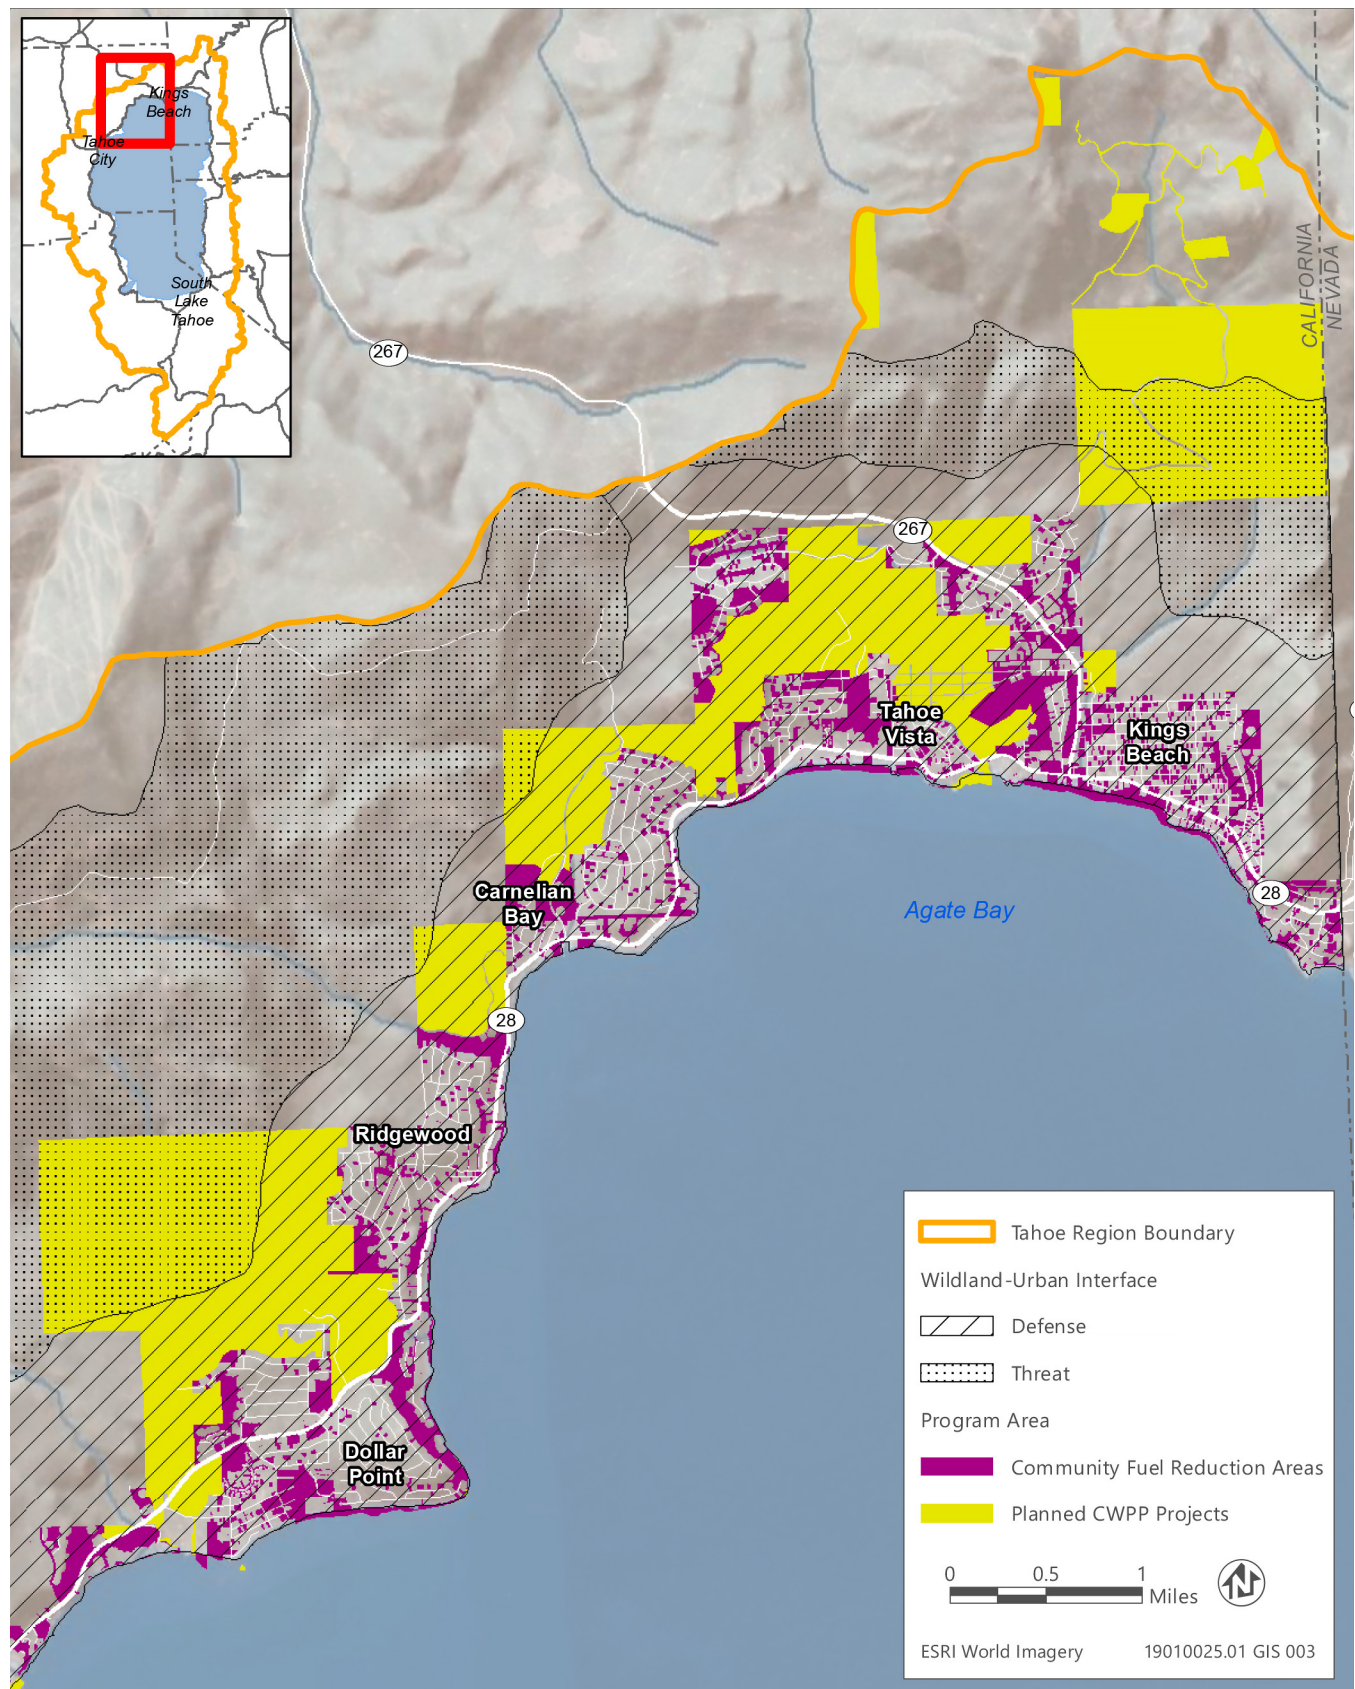 Kings
Beach
Tahoe
City
South
Lake
Tahoe
CALIFORNIA
NEVADA
267
267
Tahoe
Vista
Kings
Beach
Carnelian
Bay
28
Agate Bay
28
Ridgewood
Dollar
Point
Tahoe Region Boundary
Wildland-Urban Interface
Defense
Threat
Program Area
Community Fuel Reduction Areas
Planned CWPP Projects
0 0.5 1
Miles
N
ESRI World Imagery 19010025.01 GIS 003